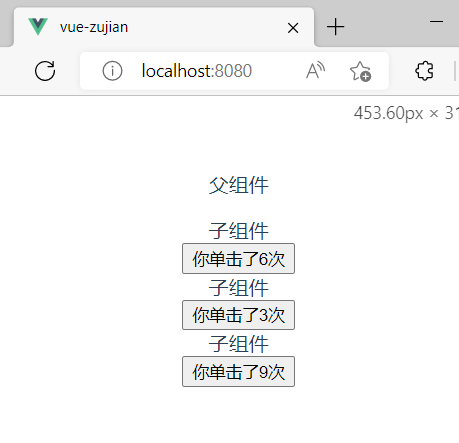 vue-zujian
localhost:8080
453.60px × 31
父组件
子组件
你单击了6次
子组件
你单击了3次
子组件
你单击了9次